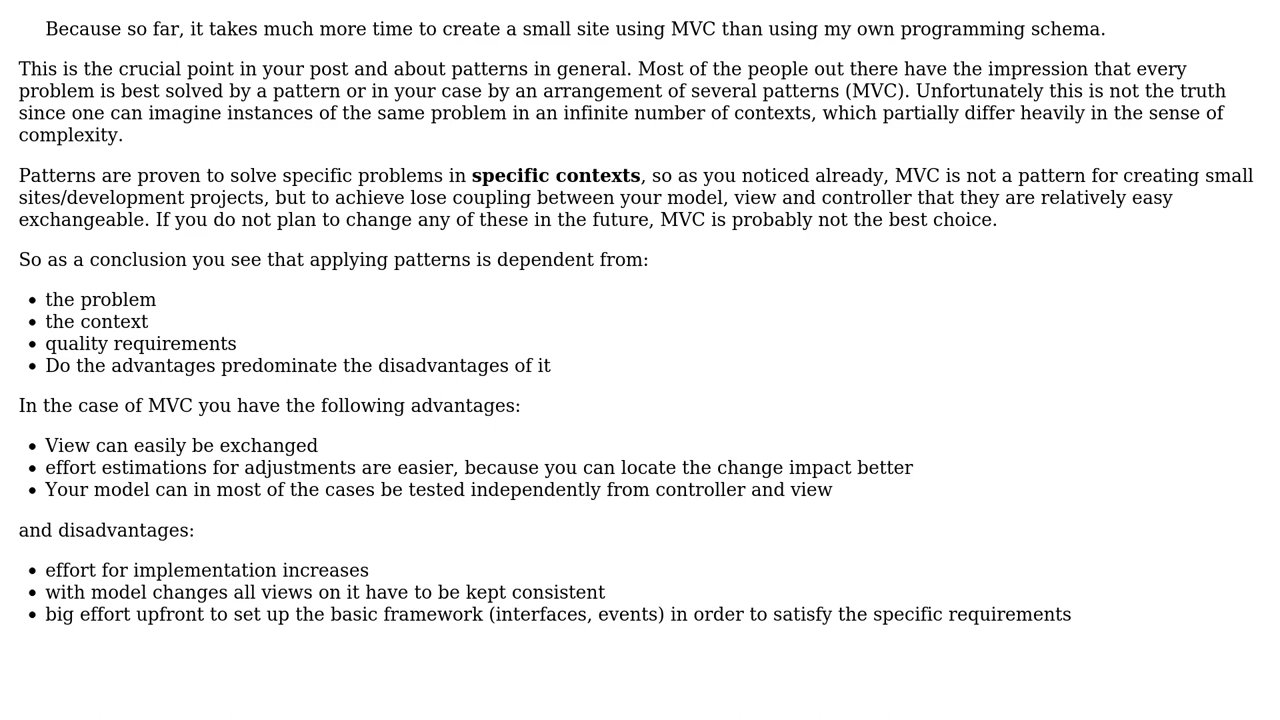 Because so far, it takes much more time to create a small site using MVC than using my own programming schema.
This is the crucial point in your post and about patterns in general. Most of the people out there have the impression that every
problem is best solved by a pattern or in your case by an arrangement of several patterns (MVC). Unfortunately this is not the truth
since one can imagine instances of the same problem in an infinite number of contexts, which partially differ heavily in the sense of
complexity.
Patterns are proven to solve specific problems in specific contexts, so as you noticed already, MVC is not a pattern for creating small
sites/development projects, but to achieve lose coupling between your model, view and controller that they are relatively easy
exchangeable. If you do not plan to change any of these in the future, MVC is probably not the best choice.
So as a conclusion you see that applying patterns is dependent from:
• the problem
• the context
• quality requirements
• Do the advantages predominate the disadvantages of it
In the case of MVC you have the following advantages:
• View can easily be exchanged
• effort estimations for adjustments are easier, because you can locate the change impact better
• Your model can in most of the cases be tested independently from controller and view
and disadvantages:
• effort for implementation increases
• with model changes all views on it have to be kept consistent
• big effort upfront to set up the basic framework (interfaces, events) in order to satisfy the specific requirements